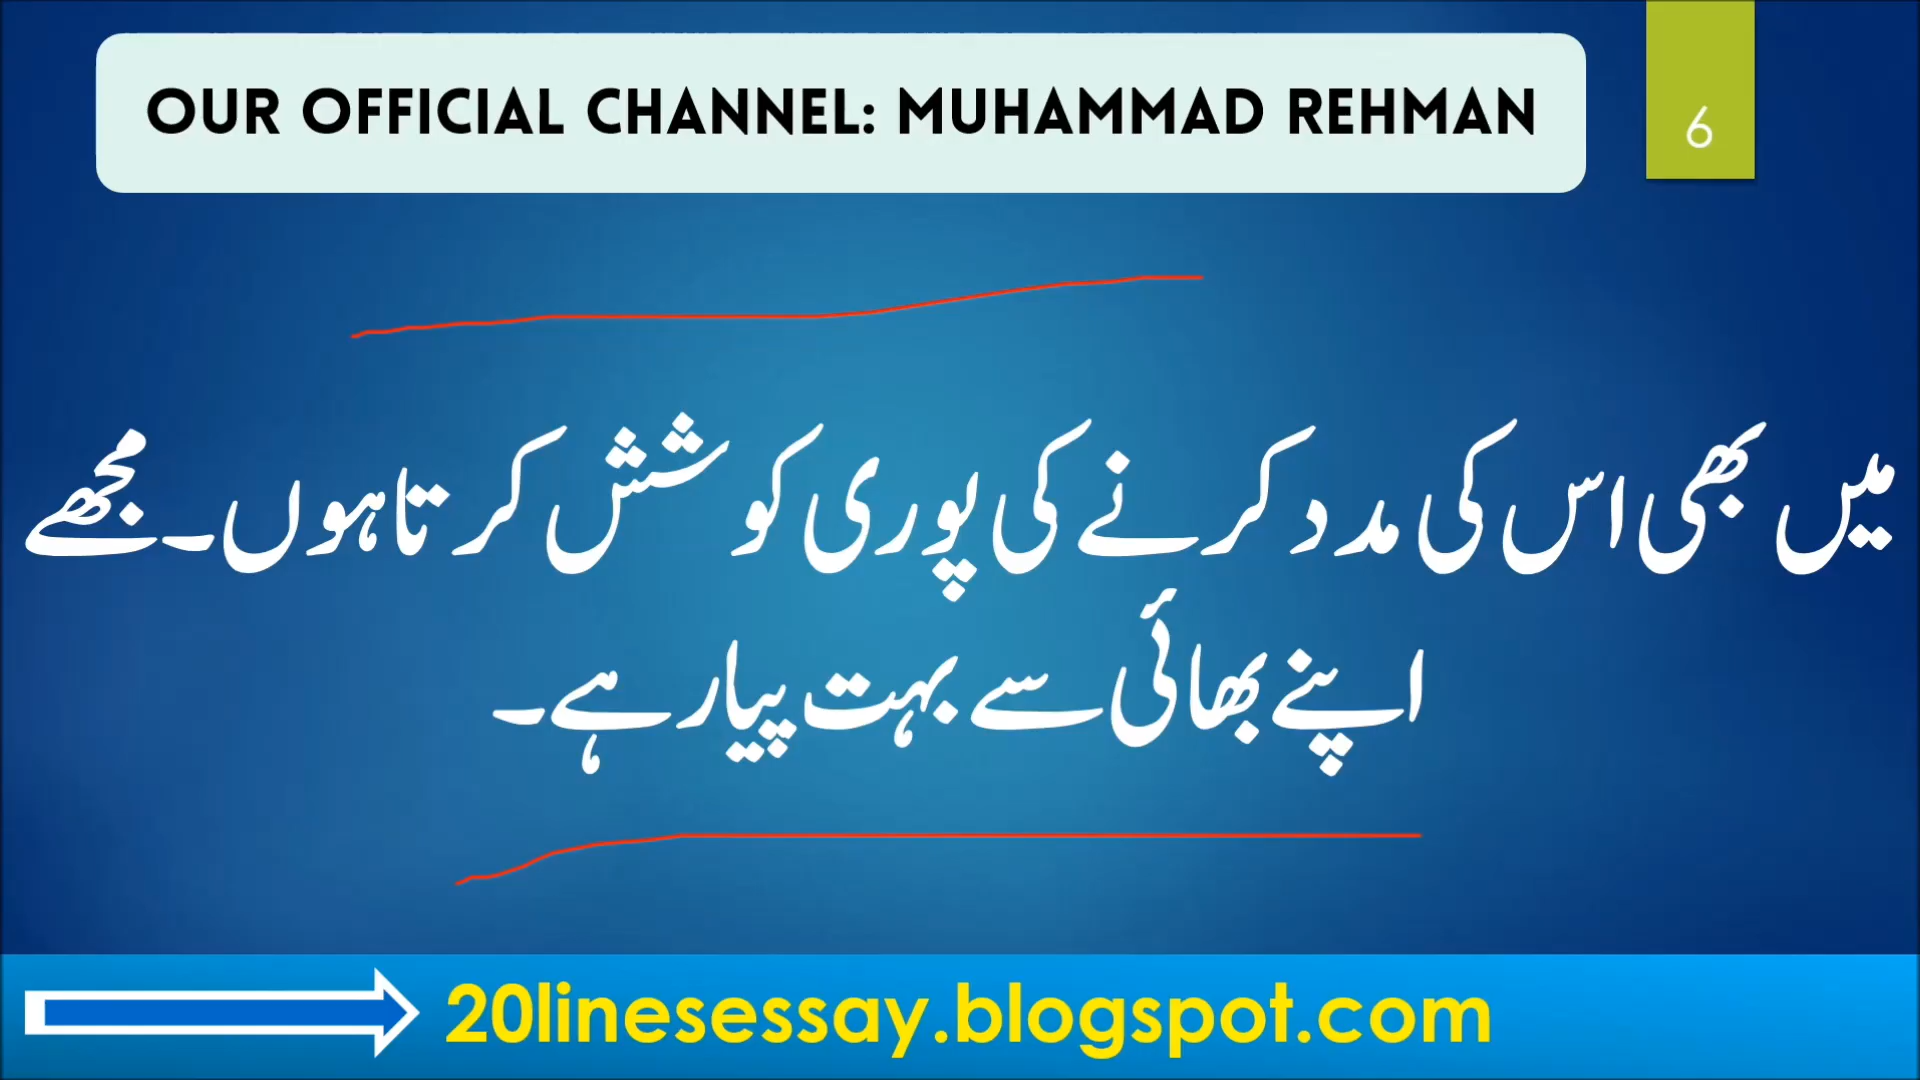 OUR OFFICIAL CHANNEL: MUHAMMAD REHMAN
6
میں بھی اس کی مدد کرنے کی پوری کوشش کرتا ہوں۔ مجھے
اپنے بھائی سے بہت پیار ہے۔
20linesessay.blogspot.com